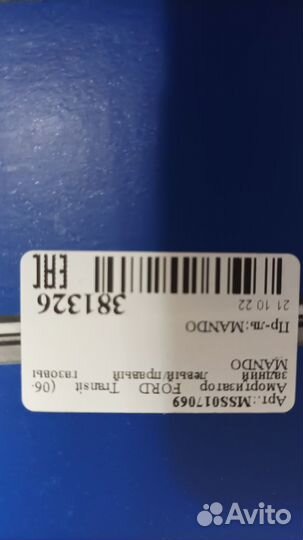 Арт.:MSS017069
Амортизатор FORD Transit (06-
задний левый/правый газовы
MANDO
Пр-ль:MANDO
21 10 22
381326
EAC
Avito